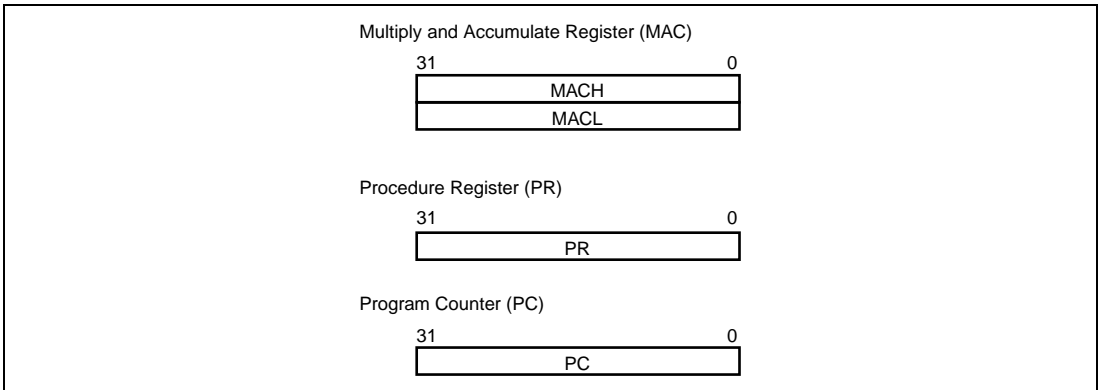 Multiply and Accumulate Register (MAC)
31 0
MACH
MACL
Procedure Register (PR)
31 0
PR
Program Counter (PC)
31 0
PC